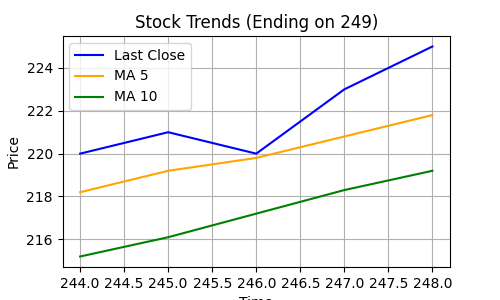 Stock Trends (Ending on 249)
Last Close
MA 5
MA 10
Price
224
222
220
218
216
244.0 244.5 245.0 245.5 246.0 246.5 247.0 247.5 248.0
Time